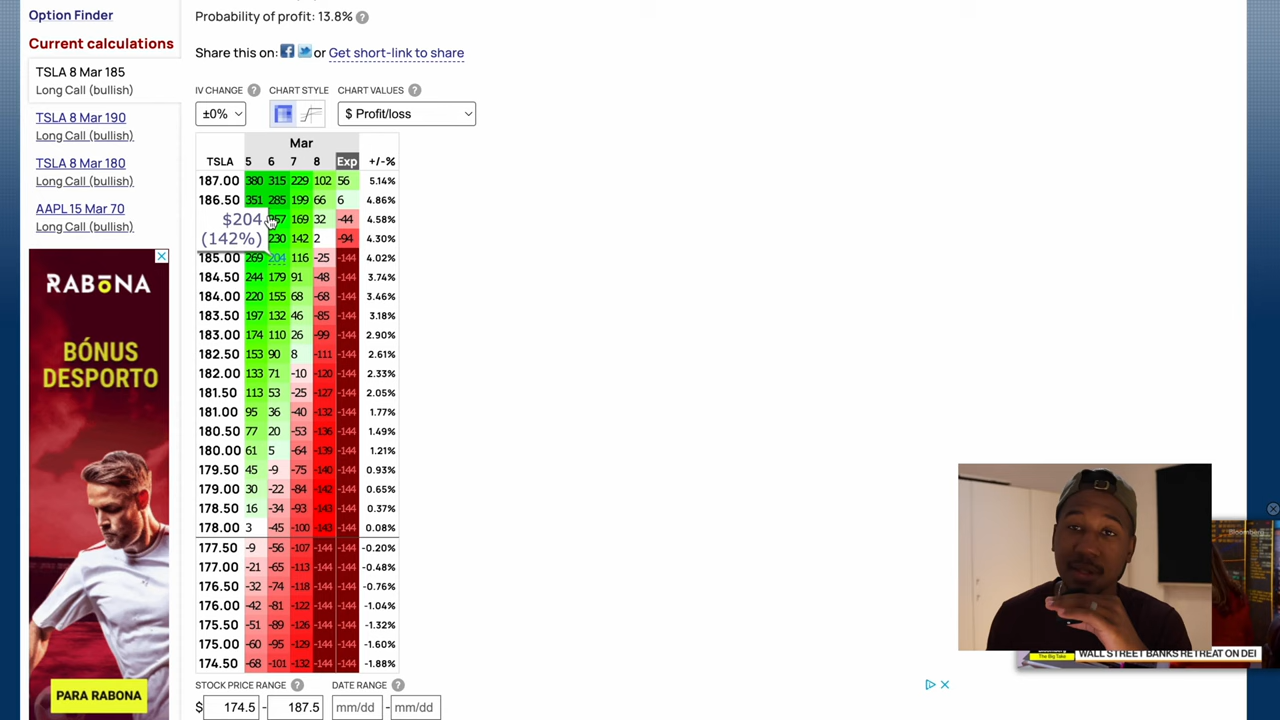 Option Finder
Current calculations
TSLA 8 Mar 185
Long Call (bullish)
TSLA 8 Mar 190
Long Call (bullish)
TSLA 8 Mar 180
Long Call (bullish)
AAPL 15 Mar 70
Long Call (bullish)
RABONA
BÓNUS
DESPORTO
PARA RABONA
Probability of profit: 13.8% ?
Share this on: or Get short-link to share
IV CHANGE ? CHART STYLE CHART VALUES ?
±0% $ Profit/loss
Mar
TSLA 5 6 7 8 Exp +/-%
187.00 380 315 229 102 56 5.14%
186.50 351 285 199 66 6 4.86%
$204 169 32 -44 4.58%
(142%) 230 142 2 -94 4.30%
185.00 269 204 116 -25 -144 4.02%
184.50 244 179 91 -48 -144 3.74%
184.00 220 155 68 -68 -144 3.46%
183.50 197 132 46 -85 -144 3.18%
183.00 174 110 26 -99 -144 2.90%
182.50 153 90 8 -111 -144 2.61%
182.00 133 71 -10 -120 -144 2.33%
181.50 113 53 -25 -127 -144 2.05%
181.00 95 36 -40 -132 -144 1.77%
180.50 77 20 -53 -136 -144 1.49%
180.00 61 5 -64 -139 -144 1.21%
179.50 45 -9 -75 -140 -144 0.93%
179.00 30 -22 -84 -142 -144 0.65%
178.50 16 -34 -93 -143 -144 0.37%
178.00 3 -45 -100 -143 -144 0.08%
177.50 -9 -56 -107 -144 -144 -0.20%
177.00 -21 -65 -113 -144 -144 -0.48%
176.50 -32 -74 -118 -144 -144 -0.76%
176.00 -42 -81 -122 -144 -144 -1.04%
175.50 -51 -89 -126 -144 -144 -1.32%
175.00 -60 -95 -129 -144 -144 -1.60%
174.50 -68 -101 -132 -144 -144 -1.88%
STOCK PRICE RANGE ? DATE RANGE ?
$ 174.5 - 187.5 mm/dd - mm/dd
Bloomberg
The Big Take
WALL STREET BANKS RETREAT ON DEI